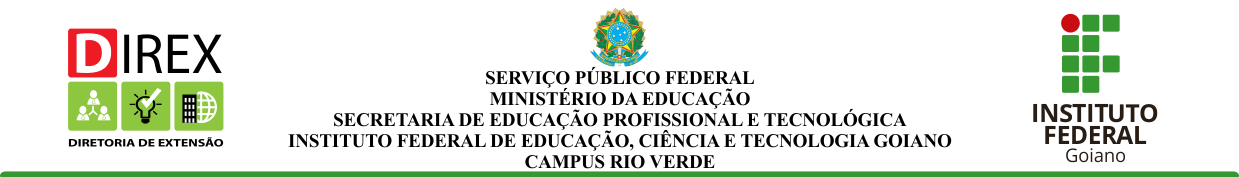 DIREX
DIRETORIA DE EXTENSÃO
SERVIÇO PÚBLICO FEDERAL
MINISTÉRIO DA EDUCAÇÃO
SECRETARIA DE EDUCAÇÃO PROFISSIONAL E TECNOLÓGICA
INSTITUTO FEDERAL DE EDUCAÇÃO, CIÊNCIA E TECNOLOGIA GOIANO
CAMPUS RIO VERDE
INSTITUTO
FEDERAL
Goiano